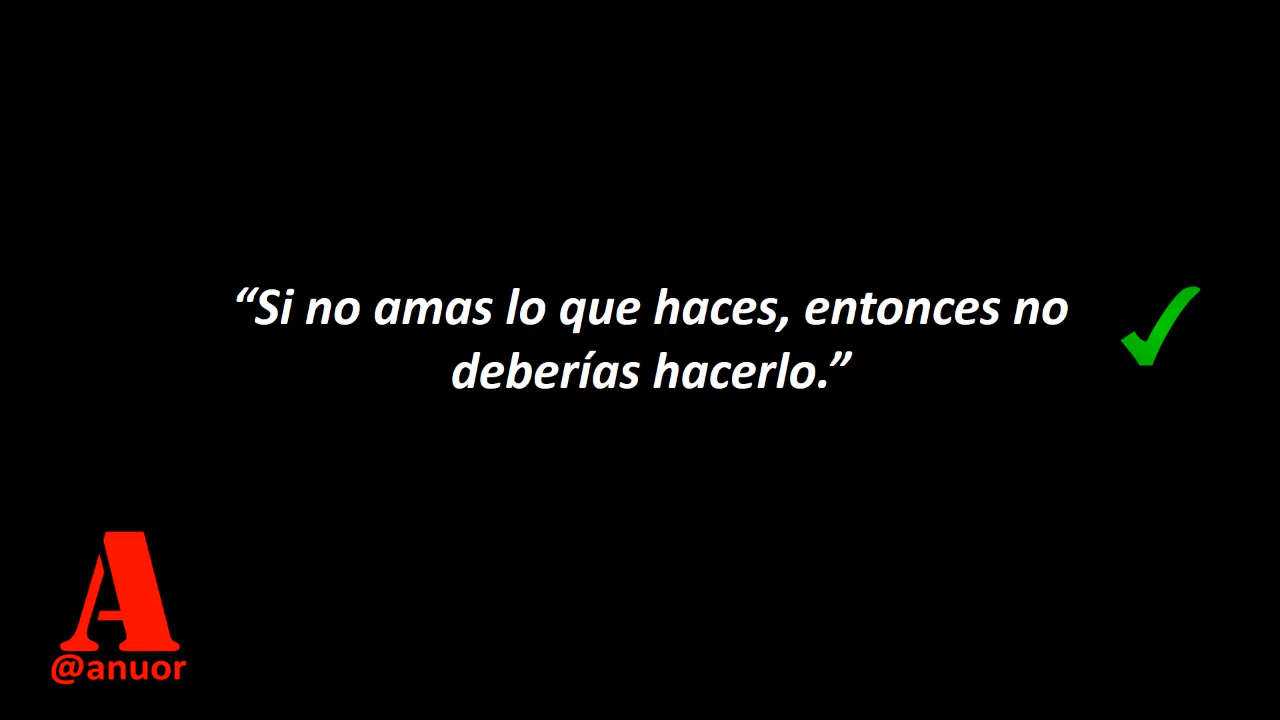 “Si no amas lo que haces, entonces no
deberías hacerlo.”
A
@anuor